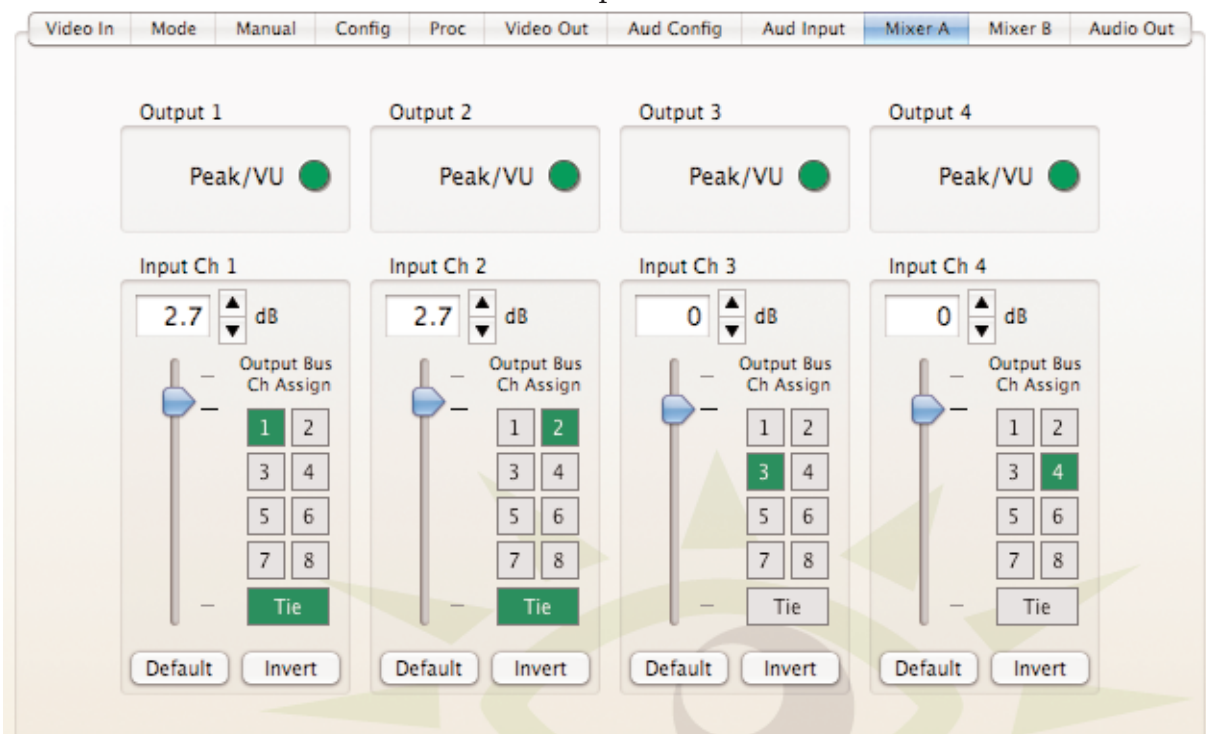 Video In Mode Manual Config Proc Video Out Aud Config Aud Input Mixer A Mixer B Audio Out
Output 1 Output 2 Output 3 Output 4
Peak/VU Peak/VU Peak/VU Peak/VU
Input Ch 1 Input Ch 2 Input Ch 3 Input Ch 4
2.7 dB 2.7 dB 0 dB 0 dB
Output Bus Output Bus Output Bus Output Bus
Ch Assign Ch Assign Ch Assign Ch Assign
1 2 1 2 1 2 1 2
3 4 3 4 3 4 3 4
5 6 5 6 5 6 5 6
7 8 7 8 7 8 7 8
Tie Tie Tie Tie
Default Invert Default Invert Default Invert Default Invert